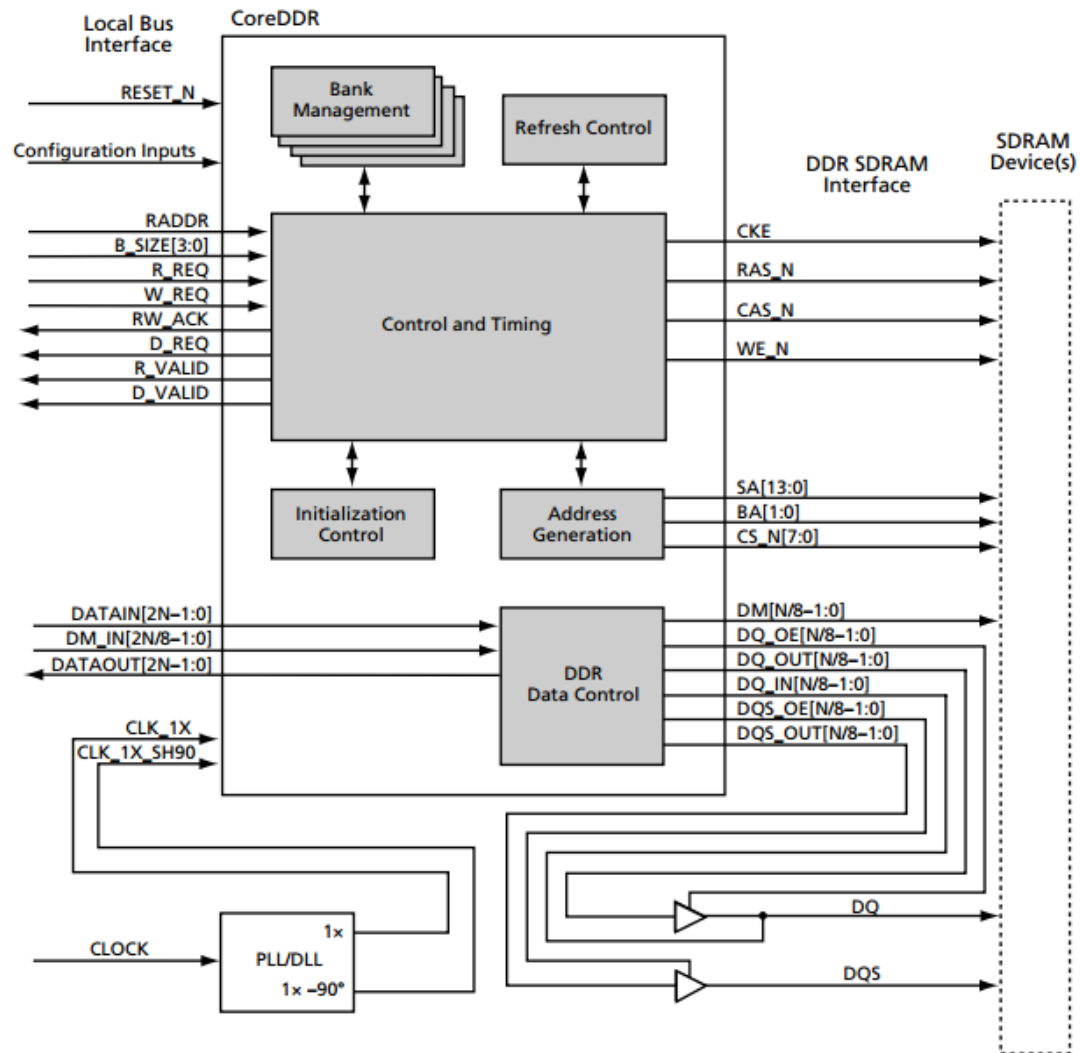 Local Bus
Interface
CoreDDR
RESET_N
Bank
Management
Refresh Control
Configuration Inputs
DDR SDRAM
Interface
SDRAM
Device(s)
RADDR
B_SIZE[3:0]
R_REQ
W_REQ
RW_ACK
D_REQ
R_VALID
D_VALID
Control and Timing
CKE
RAS_N
CAS_N
WE_N
Initialization
Control
Address
Generation
SA[13:0]
BA[1:0]
CS_N[7:0]
DATAIN[2N–1:0]
DM_IN[2N/8–1:0]
DATAOUT[2N–1:0]
DDR
Data Control
DM[N/8–1:0]
DQ_OE[N/8–1:0]
DQ_OUT[N/8–1:0]
DQ_IN[N/8–1:0]
DQS_OE[N/8–1:0]
DQS_OUT[N/8–1:0]
CLK_1X
CLK_1X_SH90
CLOCK
1×
PLL/DLL
1× –90°
DQ
DQS